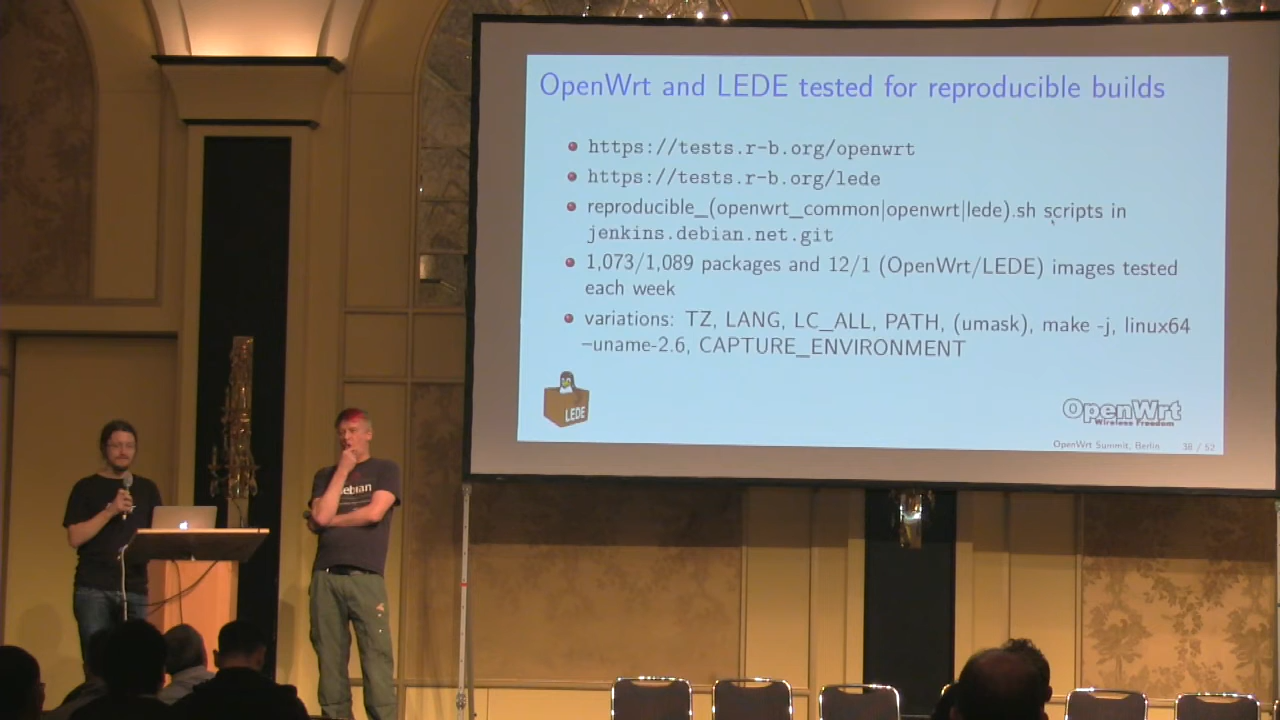 OpenWrt and LEDE tested for reproducible builds
https://tests.r-b.org/openwrt
https://tests.r-b.org/lede
reproducible_(openwrt_common|openwrt|lede).sh scripts in
jenkins.debian.net.git
1,073/1,089 packages and 12/1 (OpenWrt/LEDE) images tested
each week
variations: TZ, LANG, LC_ALL, PATH, (umask), make -j, linux64
–uname-2.6, CAPTURE_ENVIRONMENT
LEDE
OpenWrt
Wireless Freedom
OpenWrt Summit, Berlin 38 / 52
ebian